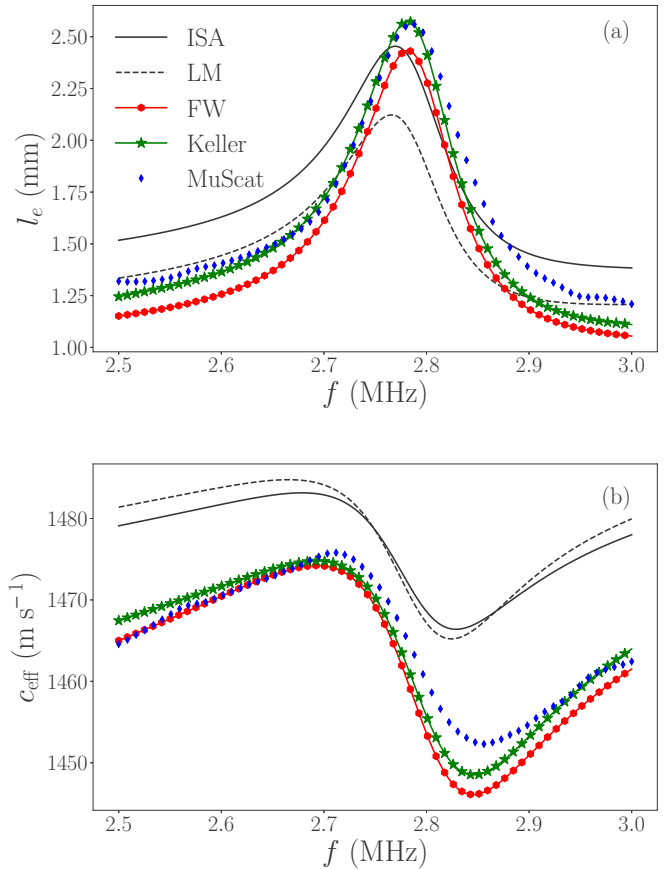 (a)
ISA
LM
FW
Keller
MuScat
2.50
2.25
2.00
1.75
1.50
1.25
1.00
l_e (mm)
2.5 2.6 2.7 2.8 2.9 3.0
f (MHz)
(b)
1480
1470
1460
1450
c_eff (m s⁻¹)
2.5 2.6 2.7 2.8 2.9 3.0
f (MHz)